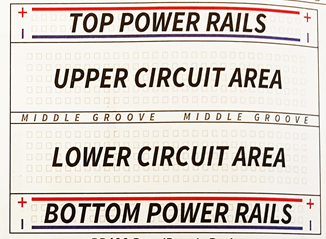 + TOP POWER RAILS +
UPPER CIRCUIT AREA
MIDDLE GROOVE MIDDLE GROOVE
LOWER CIRCUIT AREA
+ BOTTOM POWER RAILS +